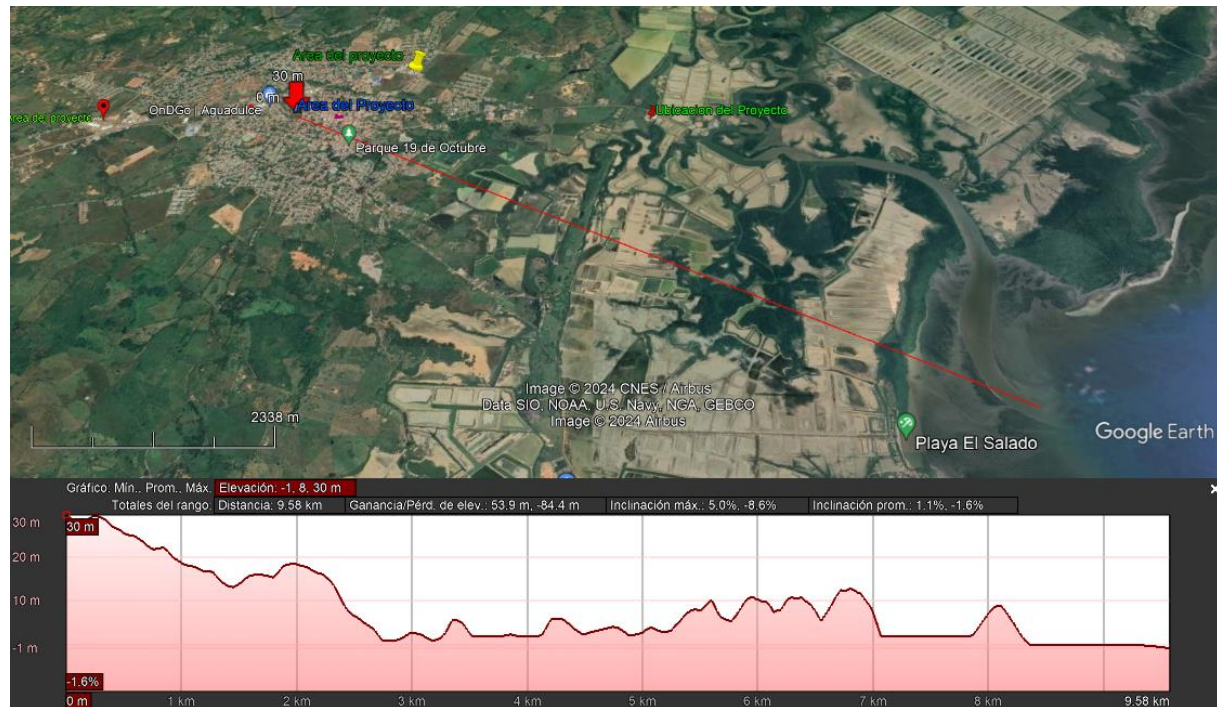 Area del proyecto
30 m
0 m
OnDGo | Aguadulce
Area del Proyecto
Area del proyecto
Ubicacion del Proyecto
Parque 19 de Octubre
2338 m
Image © 2024 CNES / Airbus
Data SIO, NOAA, U.S. Navy, NGA, GEBCO
Image © 2024 Airbus
Playa El Salado
Google Earth
Gráfico: Mín., Prom., Máx. Elevación: -1, 8, 30 m
Totales del rango: Distancia: 9.58 km Ganancia/Pérd. de elev.: 53.9 m, -84.4 m Inclinación máx.: 5.0%, -8.6% Inclinación prom.: 1.1%, -1.6%
30 m
30 m
20 m
10 m
-1 m
-1.6%
0 m 1 km 2 km 3 km 4 km 5 km 6 km 7 km 8 km 9.58 km